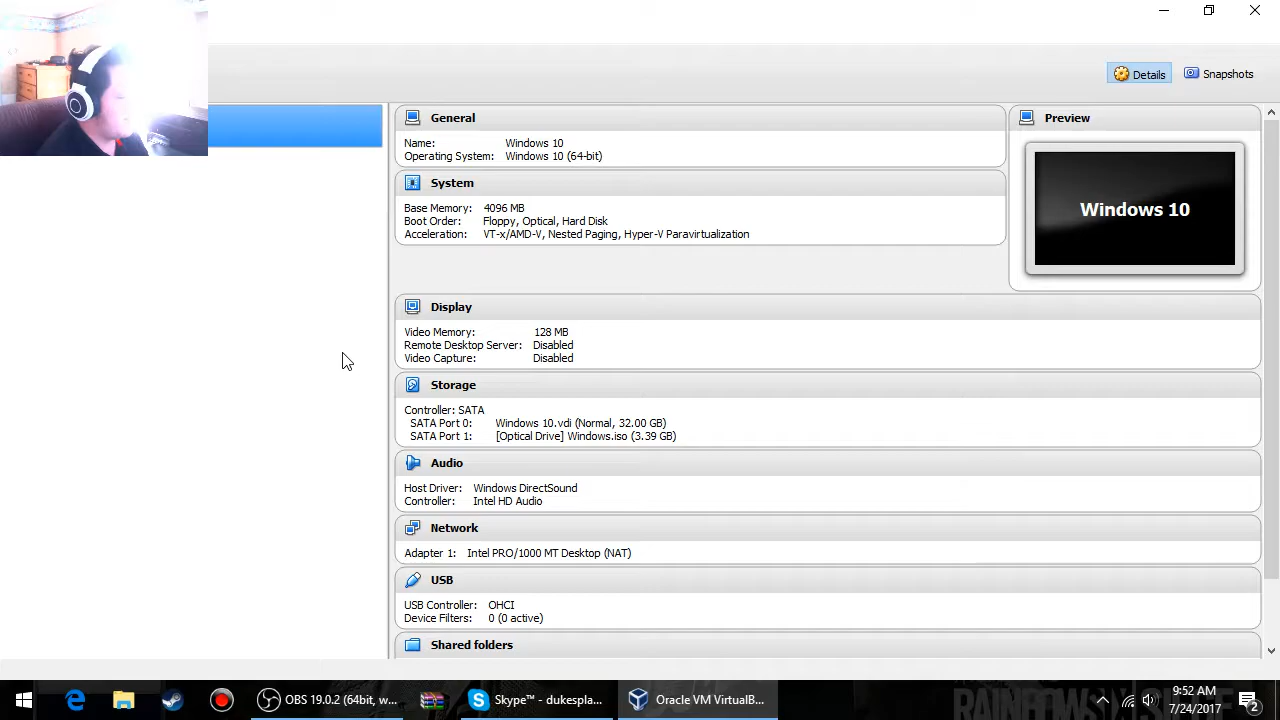 Details
Snapshots
General
Name: Windows 10
Operating System: Windows 10 (64-bit)
System
Base Memory: 4096 MB
Boot Order: Floppy, Optical, Hard Disk
Acceleration: VT-x/AMD-V, Nested Paging, Hyper-V Paravirtualization
Preview
Windows 10
Display
Video Memory: 128 MB
Remote Desktop Server: Disabled
Video Capture: Disabled
Storage
Controller: SATA
SATA Port 0: Windows 10.vdi (Normal, 32.00 GB)
SATA Port 1: [Optical Drive] Windows.iso (3.39 GB)
Audio
Host Driver: Windows DirectSound
Controller: Intel HD Audio
Network
Adapter 1: Intel PRO/1000 MT Desktop (NAT)
USB
USB Controller: OHCI
Device Filters: 0 (0 active)
Shared folders
OBS 19.0.2 (64bit, w...
Skype™ - dukespla...
Oracle VM VirtualB...
9:52 AM
7/24/2017
2